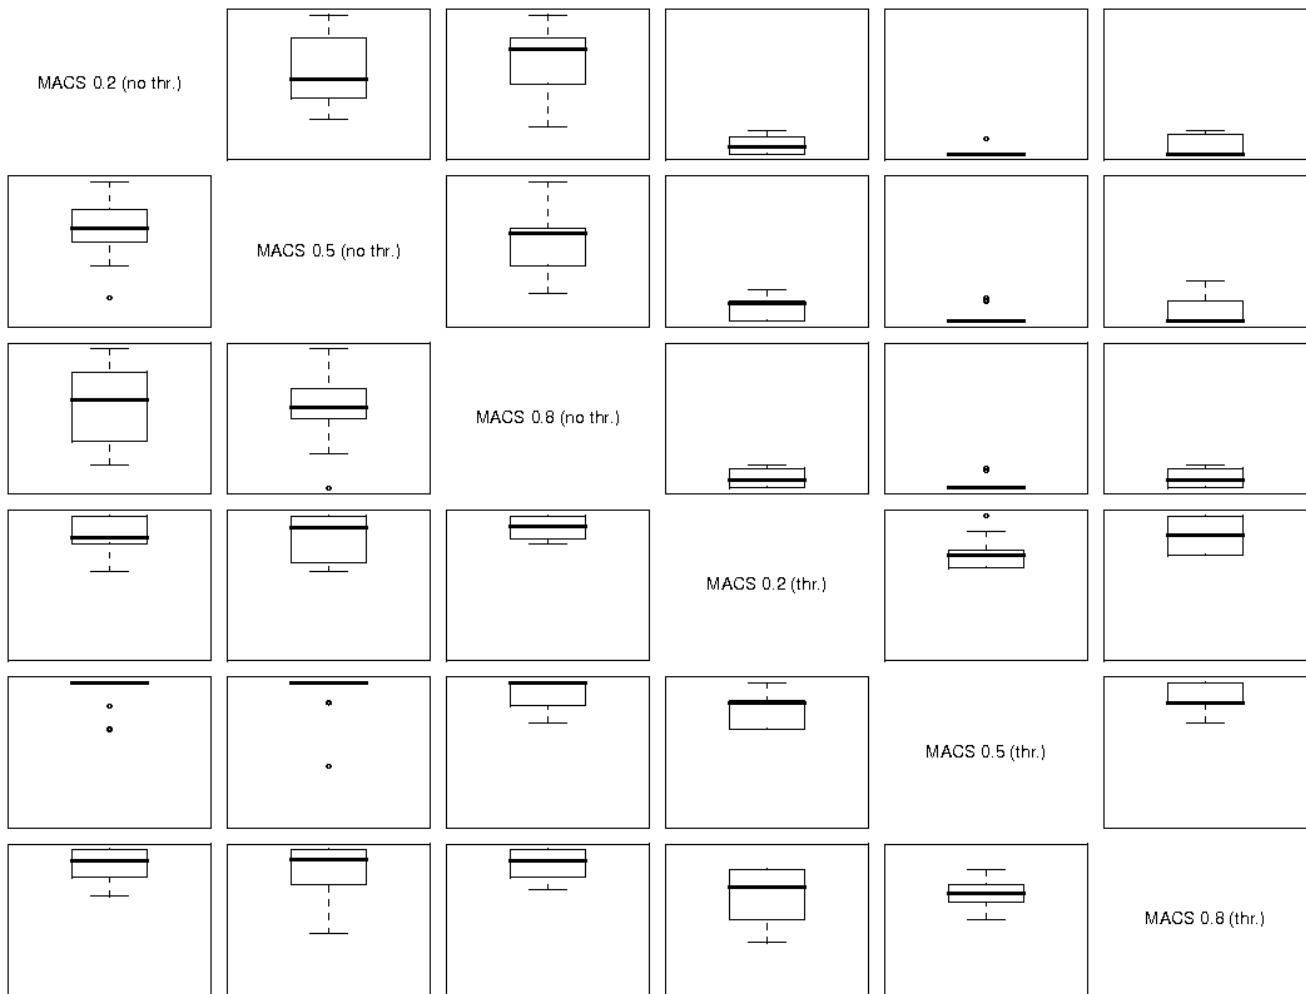 MACS 0.2 (no thr.)
MACS 0.5 (no thr.)
MACS 0.8 (no thr.)
MACS 0.2 (thr.)
MACS 0.5 (thr.)
MACS 0.8 (thr.)